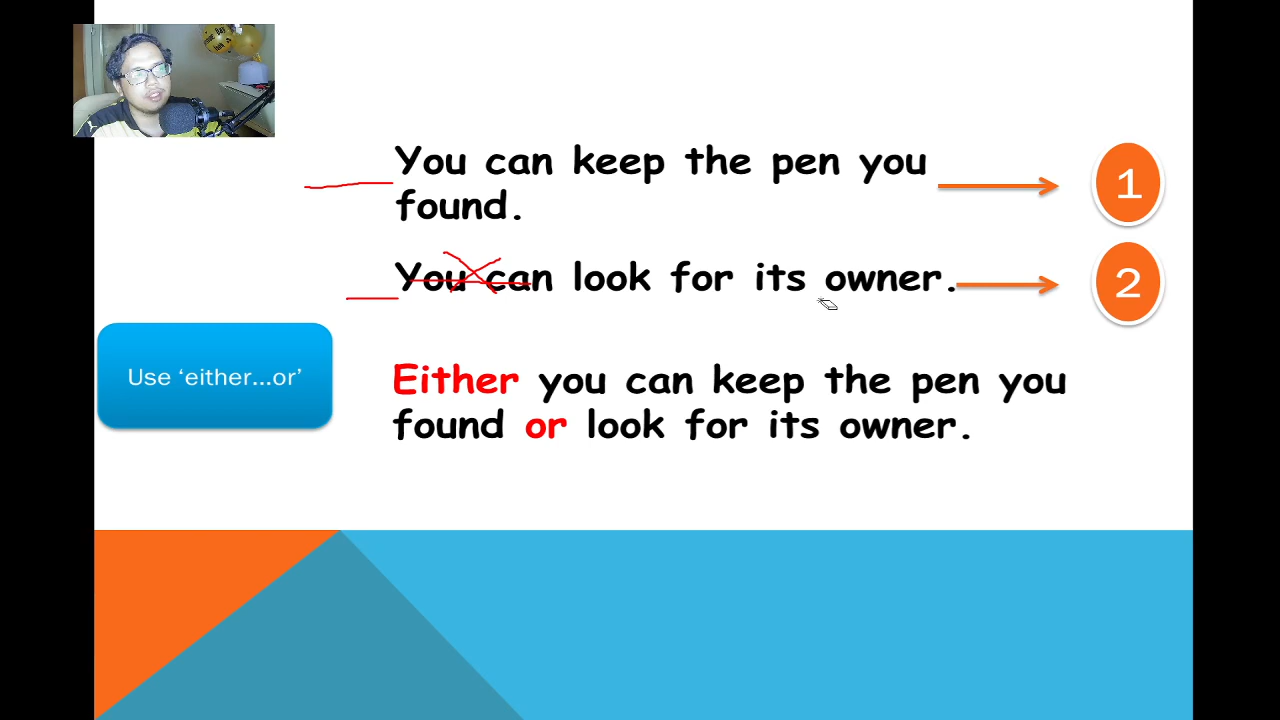 You can keep the pen you
found.
1
You can look for its owner.
2
Use ‘either...or’
Either you can keep the pen you
found or look for its owner.